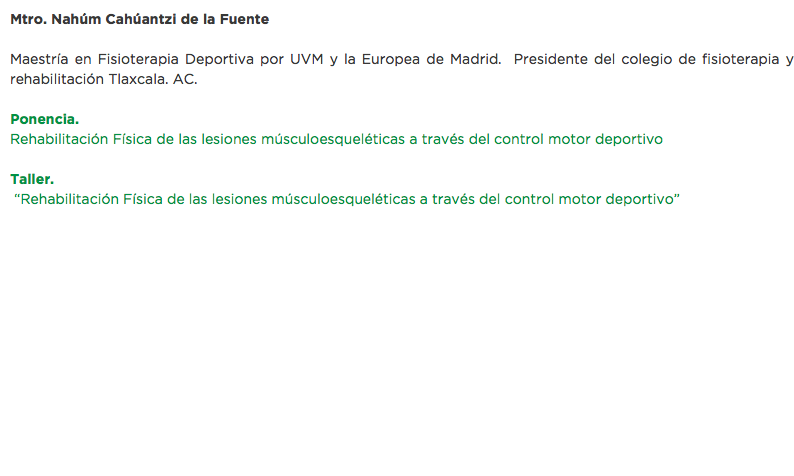 Mtro. Nahúm Cahúantzi de la Fuente
Maestría en Fisioterapia Deportiva por UVM y la Europea de Madrid.  Presidente del colegio de fisioterapia y
rehabilitación Tlaxcala. AC.
Ponencia.
Rehabilitación Física de las lesiones músculoesqueléticas a través del control motor deportivo
Taller.
“Rehabilitación Física de las lesiones músculoesqueléticas a través del control motor deportivo”